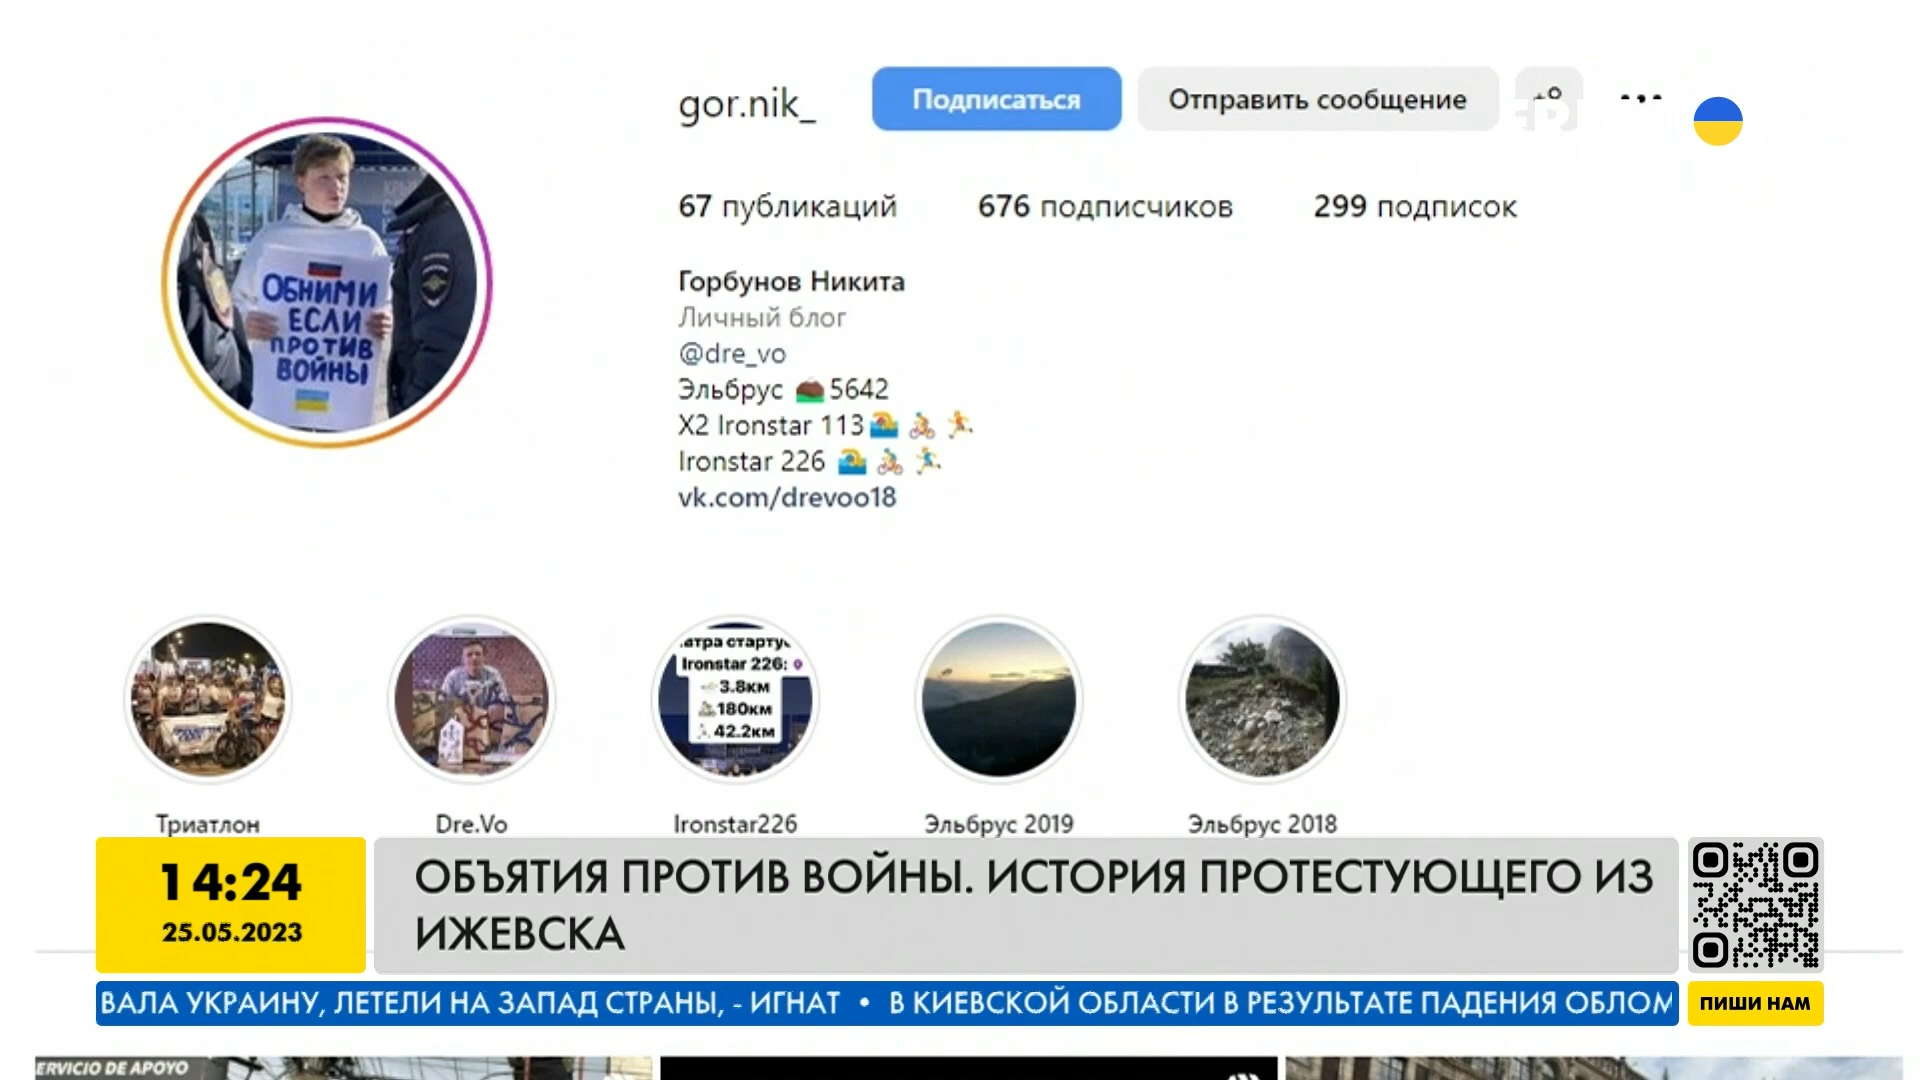 gor.nik_
Подписаться
Отправить сообщение
67 публикаций
676 подписчиков
299 подписок
Горбунов Никита
Личный блог
@dre_vo
Эльбрус 5642
X2 Ironstar 113
Ironstar 226
vk.com/drevoo18
ОБНИМИ
ЕСЛИ
ПРОТИВ
ВОЙНЫ
Ironstar 226:
3.8км
180км
42.2км
Триатлон
Dre.Vo
Ironstar226
Эльбрус 2019
Эльбрус 2018
14:24
25.05.2023
ОБЪЯТИЯ ПРОТИВ ВОЙНЫ. ИСТОРИЯ ПРОТЕСТУЮЩЕГО ИЗ
ИЖЕВСКА
ВАЛА УКРАИНУ, ЛЕТЕЛИ НА ЗАПАД СТРАНЫ, - ИГНАТ • В КИЕВСКОЙ ОБЛАСТИ В РЕЗУЛЬТАТЕ ПАДЕНИЯ ОБЛОМ
ПИШИ НАМ
ERVICIO DE APOYO